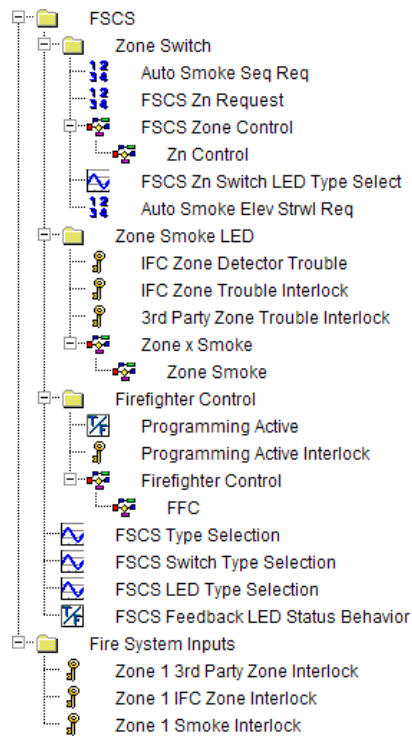 FSCS
Zone Switch
Auto Smoke Seq Req
FSCS Zn Request
FSCS Zone Control
Zn Control
FSCS Zn Switch LED Type Select
Auto Smoke Elev Strwl Req
Zone Smoke LED
IFC Zone Detector Trouble
IFC Zone Trouble Interlock
3rd Party Zone Trouble Interlock
Zone x Smoke
Zone Smoke
Firefighter Control
Programming Active
Programming Active Interlock
Firefighter Control
FFC
FSCS Type Selection
FSCS Switch Type Selection
FSCS LED Type Selection
FSCS Feedback LED Status Behavior
Fire System Inputs
Zone 1 3rd Party Zone Interlock
Zone 1 IFC Zone Interlock
Zone 1 Smoke Interlock